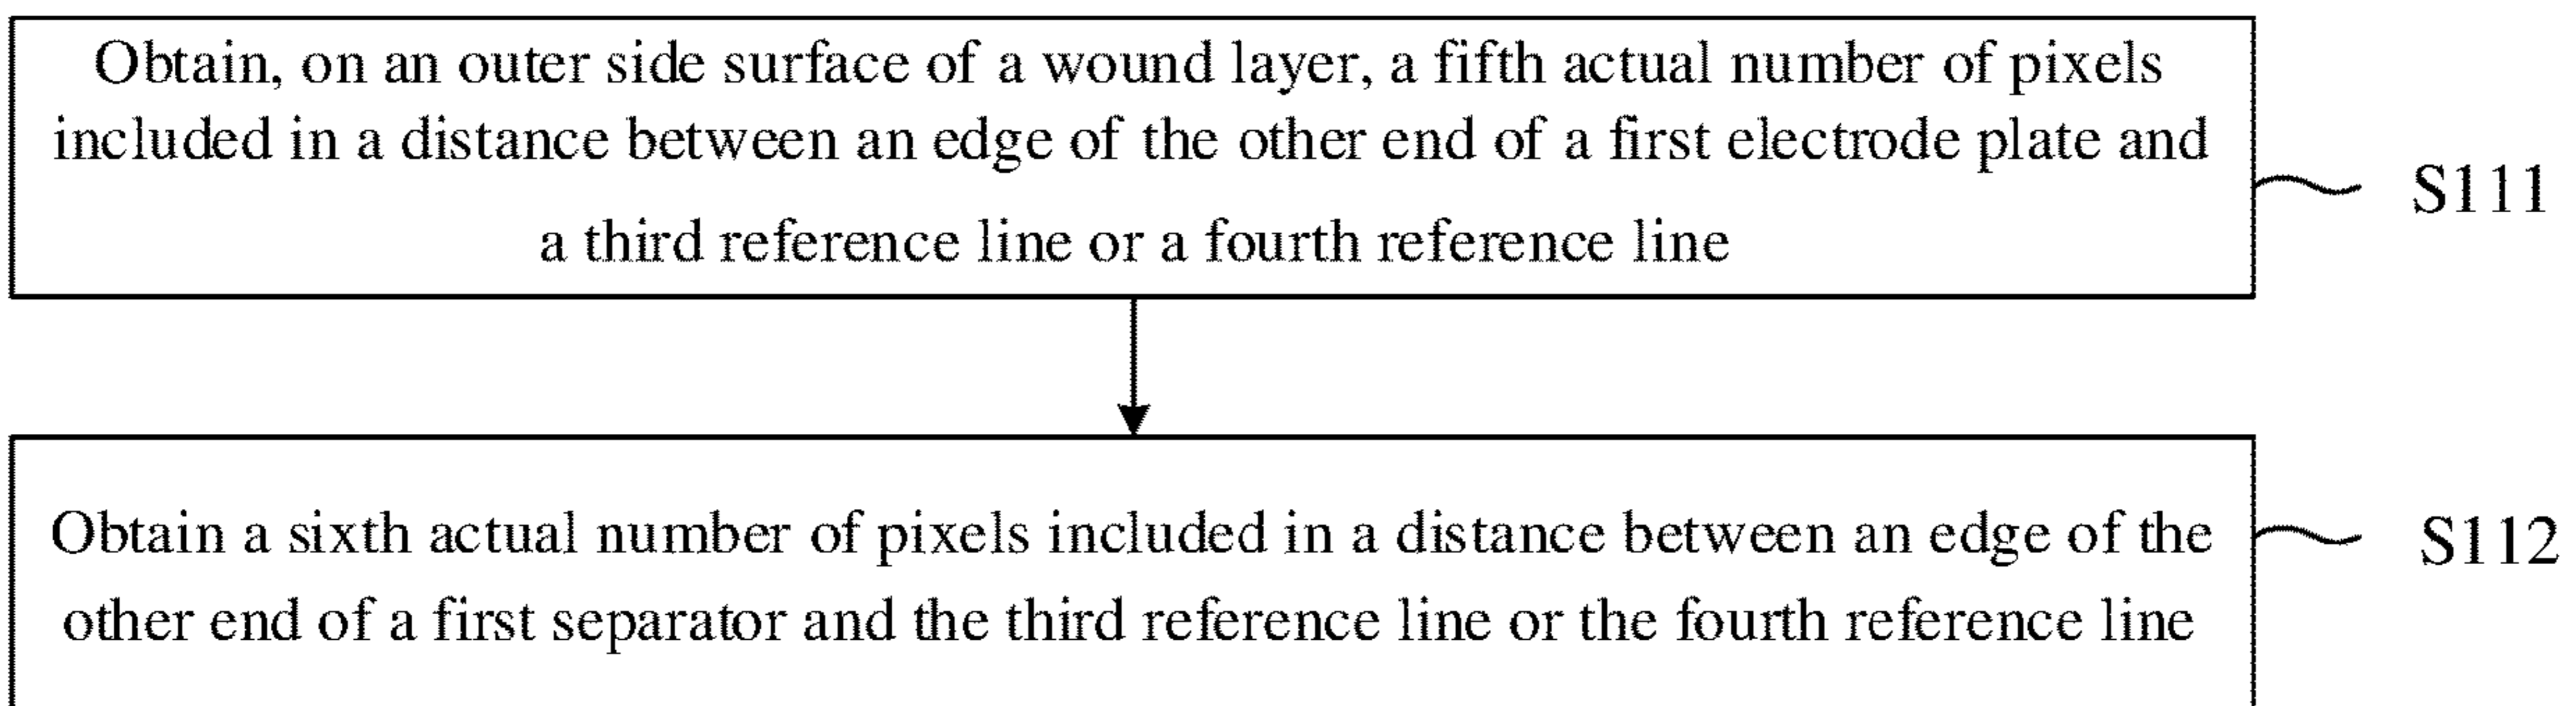 Obtain, on an outer side surface of a wound layer, a fifth actual number of pixels
included in a distance between an edge of the other end of a first electrode plate and
a third reference line or a fourth reference line
S111
Obtain a sixth actual number of pixels included in a distance between an edge of the
other end of a first separator and the third reference line or the fourth reference line
S112